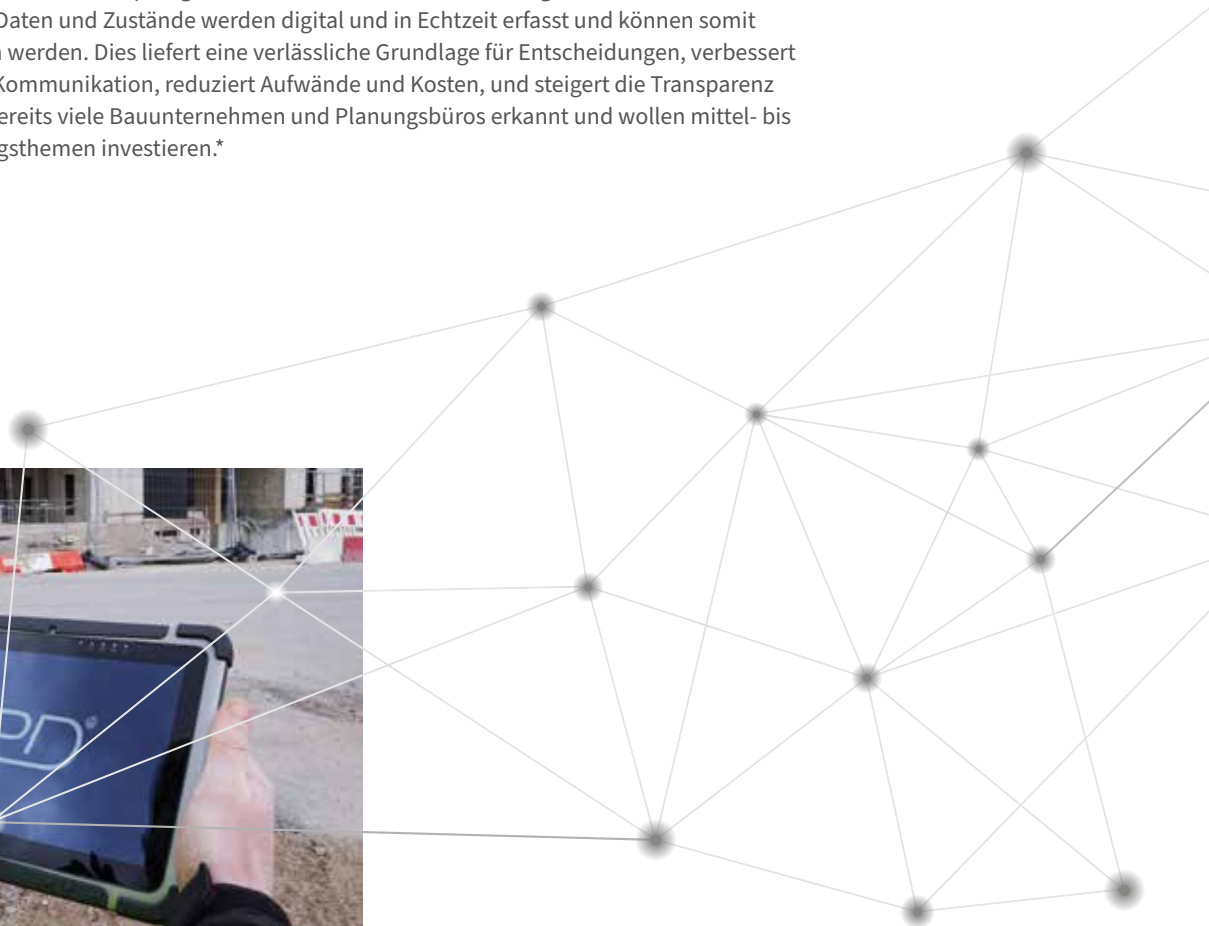 Daten und Zustände werden digital und in Echtzeit erfasst und können somit
werden. Dies liefert eine verlässliche Grundlage für Entscheidungen, verbessert
Kommunikation, reduziert Aufwände und Kosten, und steigert die Transparenz
ereits viele Bauunternehmen und Planungsbüros erkannt und wollen mittel- bis
gsthemen investieren.*
PD®